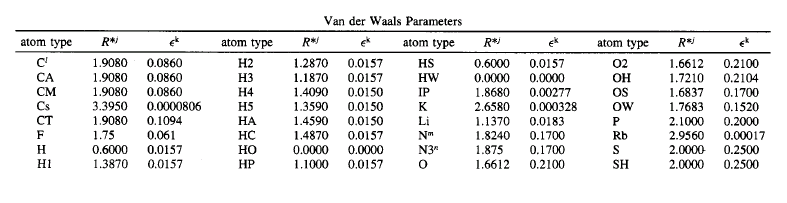 Van der Waals Parameters
atom type R*j ϵk atom type R*j ϵk atom type R*j ϵk atom type R*j ϵk
Cl 1.9080 0.0860 H2 1.2870 0.0157 HS 0.6000 0.0157 O2 1.6612 0.2100
CA 1.9080 0.0860 H3 1.1870 0.0157 HW 0.0000 0.0000 OH 1.7210 0.2104
CM 1.9080 0.0860 H4 1.4090 0.0150 IP 1.8680 0.00277 OS 1.6837 0.1700
Cs 3.3950 0.0000806 H5 1.3590 0.0150 K 2.6580 0.000328 OW 1.7683 0.1520
CT 1.9080 0.1094 HA 1.4590 0.0150 Li 1.1370 0.0183 P 2.1000 0.2000
F 1.75 0.061 HC 1.4870 0.0157 Nm 1.8240 0.1700 Rb 2.9560 0.00017
H 0.6000 0.0157 HO 0.0000 0.0000 N3n 1.875 0.1700 S 2.0000 0.2500
H1 1.3870 0.0157 HP 1.1000 0.0157 O 1.6612 0.2100 SH 2.0000 0.2500